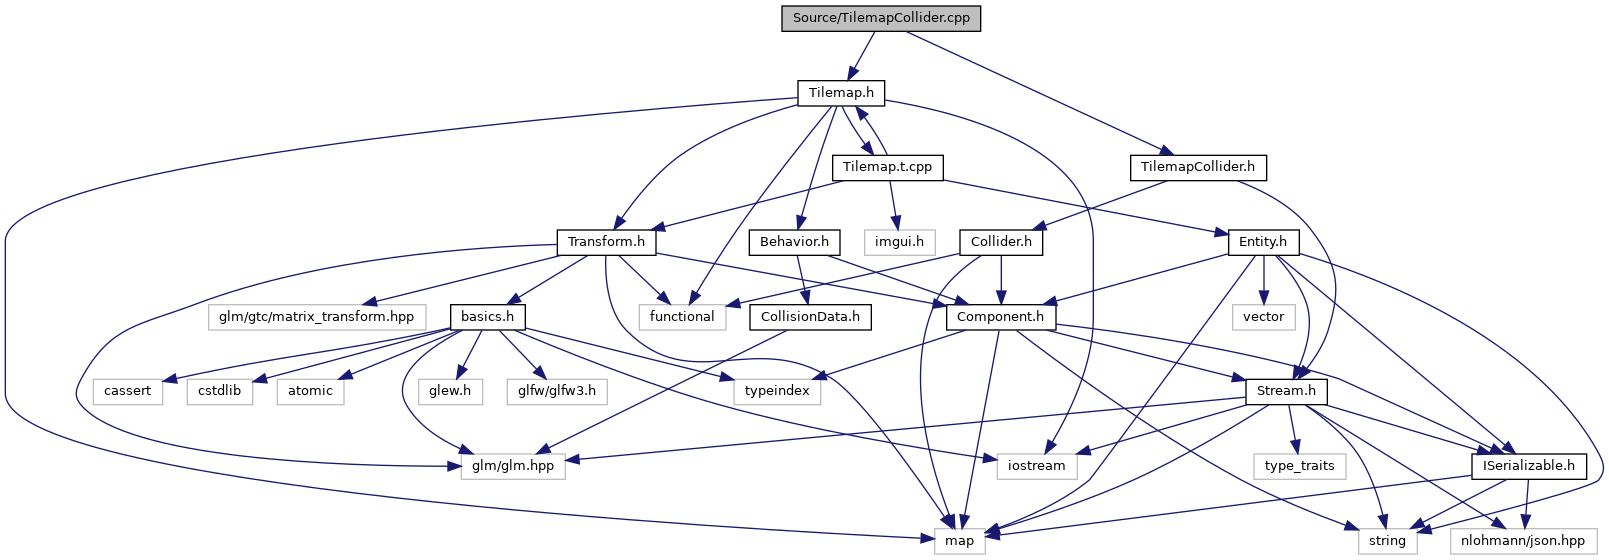 Source/TilemapCollider.cpp
Tilemap.h
Tilemap.t.cpp
TilemapCollider.h
Transform.h
Behavior.h
imgui.h
Collider.h
Entity.h
glm/gtc/matrix_transform.hpp
basics.h
functional
CollisionData.h
Component.h
vector
cassert
cstdlib
atomic
glew.h
glfw/glfw3.h
typeindex
Stream.h
glm/glm.hpp
iostream
type_traits
ISerializable.h
map
string
nlohmann/json.hpp